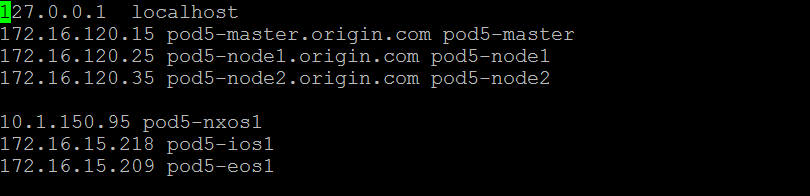 127.0.0.1  localhost
172.16.120.15 pod5-master.origin.com pod5-master
172.16.120.25 pod5-node1.origin.com pod5-node1
172.16.120.35 pod5-node2.origin.com pod5-node2

10.1.150.95 pod5-nxos1
172.16.15.218 pod5-ios1
172.16.15.209 pod5-eos1